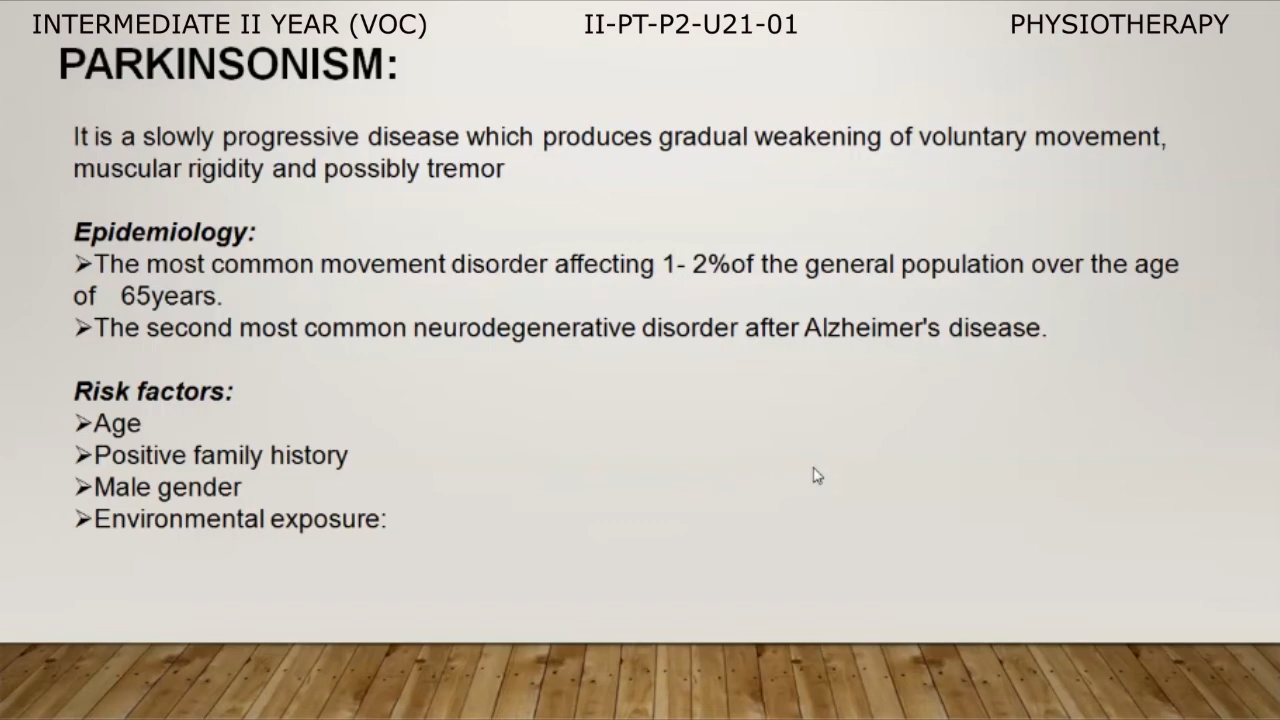 INTERMEDIATE II YEAR (VOC) II-PT-P2-U21-01 PHYSIOTHERAPY
PARKINSONISM:
It is a slowly progressive disease which produces gradual weakening of voluntary movement,
muscular rigidity and possibly tremor
Epidemiology:
➢The most common movement disorder affecting 1- 2%of the general population over the age
of 65years.
➢The second most common neurodegenerative disorder after Alzheimer's disease.
Risk factors:
➢Age
➢Positive family history
➢Male gender
➢Environmental exposure: